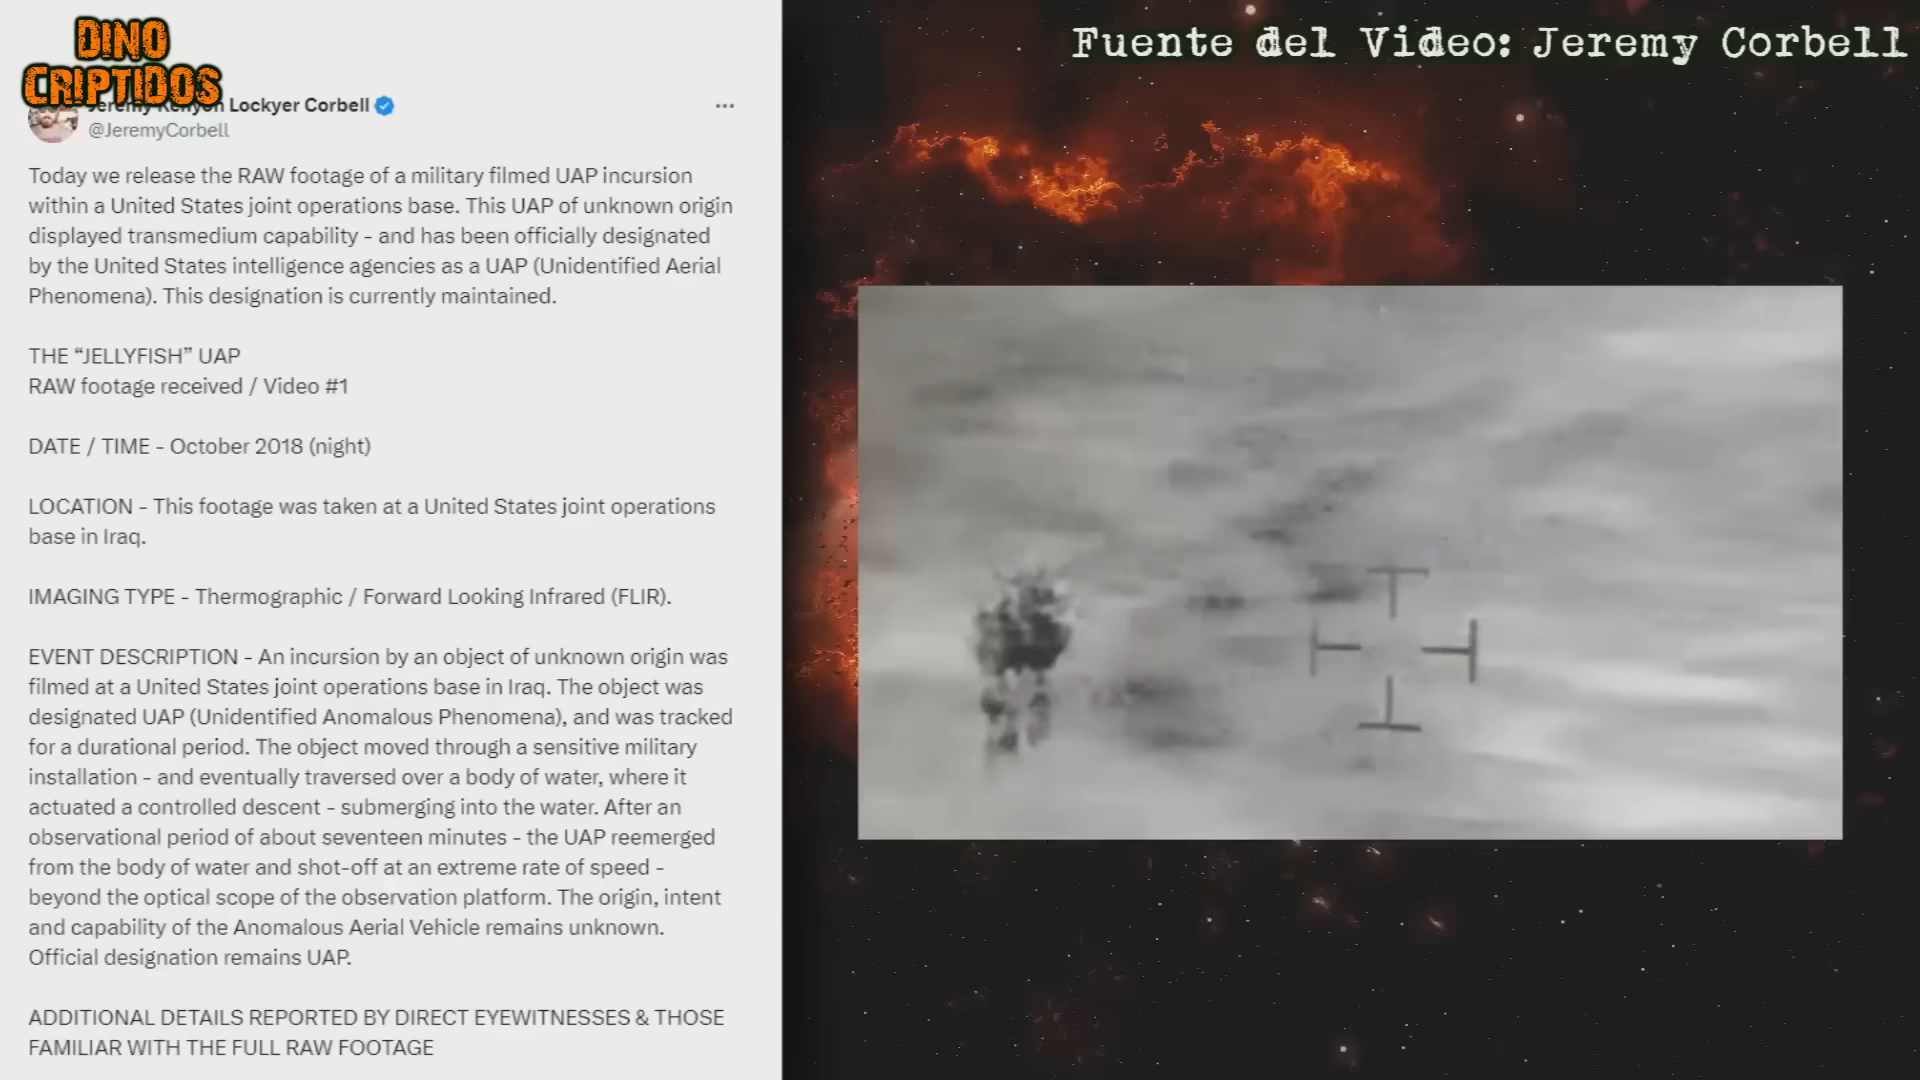 DINO
CRIPTIDOS
Fuente del Video: Jeremy Corbell
Jeremy Kenyon Lockyer Corbell
@JeremyCorbell
Today we release the RAW footage of a military filmed UAP incursion
within a United States joint operations base. This UAP of unknown origin
displayed transmedium capability - and has been officially designated
by the United States intelligence agencies as a UAP (Unidentified Aerial
Phenomena). This designation is currently maintained.
THE “JELLYFISH” UAP
RAW footage received / Video #1
DATE / TIME - October 2018 (night)
LOCATION - This footage was taken at a United States joint operations
base in Iraq.
IMAGING TYPE - Thermographic / Forward Looking Infrared (FLIR).
EVENT DESCRIPTION - An incursion by an object of unknown origin was
filmed at a United States joint operations base in Iraq. The object was
designated UAP (Unidentified Anomalous Phenomena), and was tracked
for a durational period. The object moved through a sensitive military
installation - and eventually traversed over a body of water, where it
actuated a controlled descent - submerging into the water. After an
observational period of about seventeen minutes - the UAP reemerged
from the body of water and shot-off at an extreme rate of speed -
beyond the optical scope of the observation platform. The origin, intent
and capability of the Anomalous Aerial Vehicle remains unknown.
Official designation remains UAP.
ADDITIONAL DETAILS REPORTED BY DIRECT EYEWITNESSES & THOSE
FAMILIAR WITH THE FULL RAW FOOTAGE